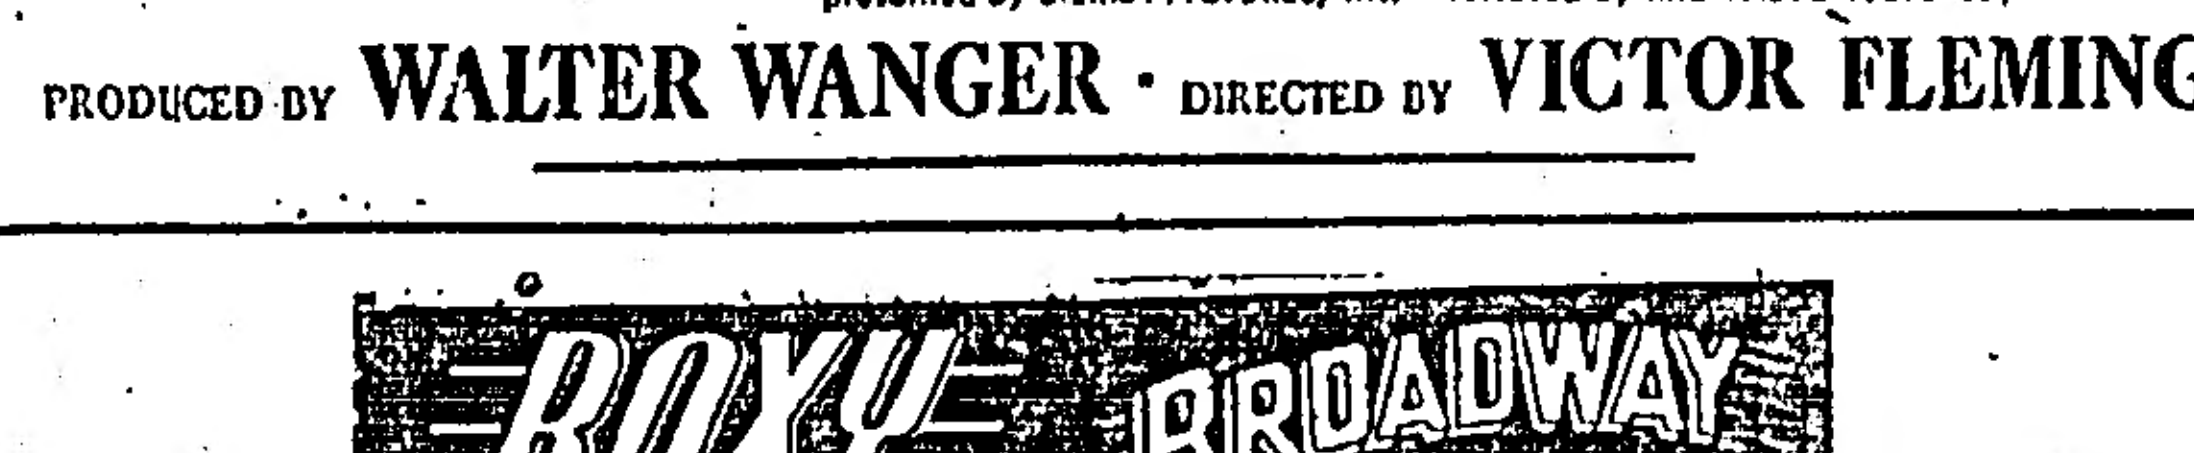 PRODUCED BY WALTER WANGER · DIRECTED BY VICTOR FLEMING
ROXY BROADWAY